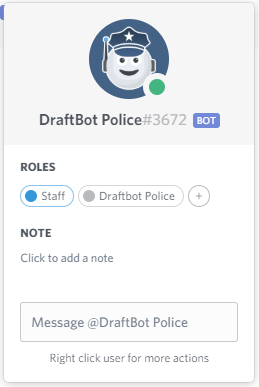 DraftBot Police#3672 BOT
ROLES
Staff Draftbot Police +
NOTE
Click to add a note
Message @DraftBot Police
Right click user for more actions